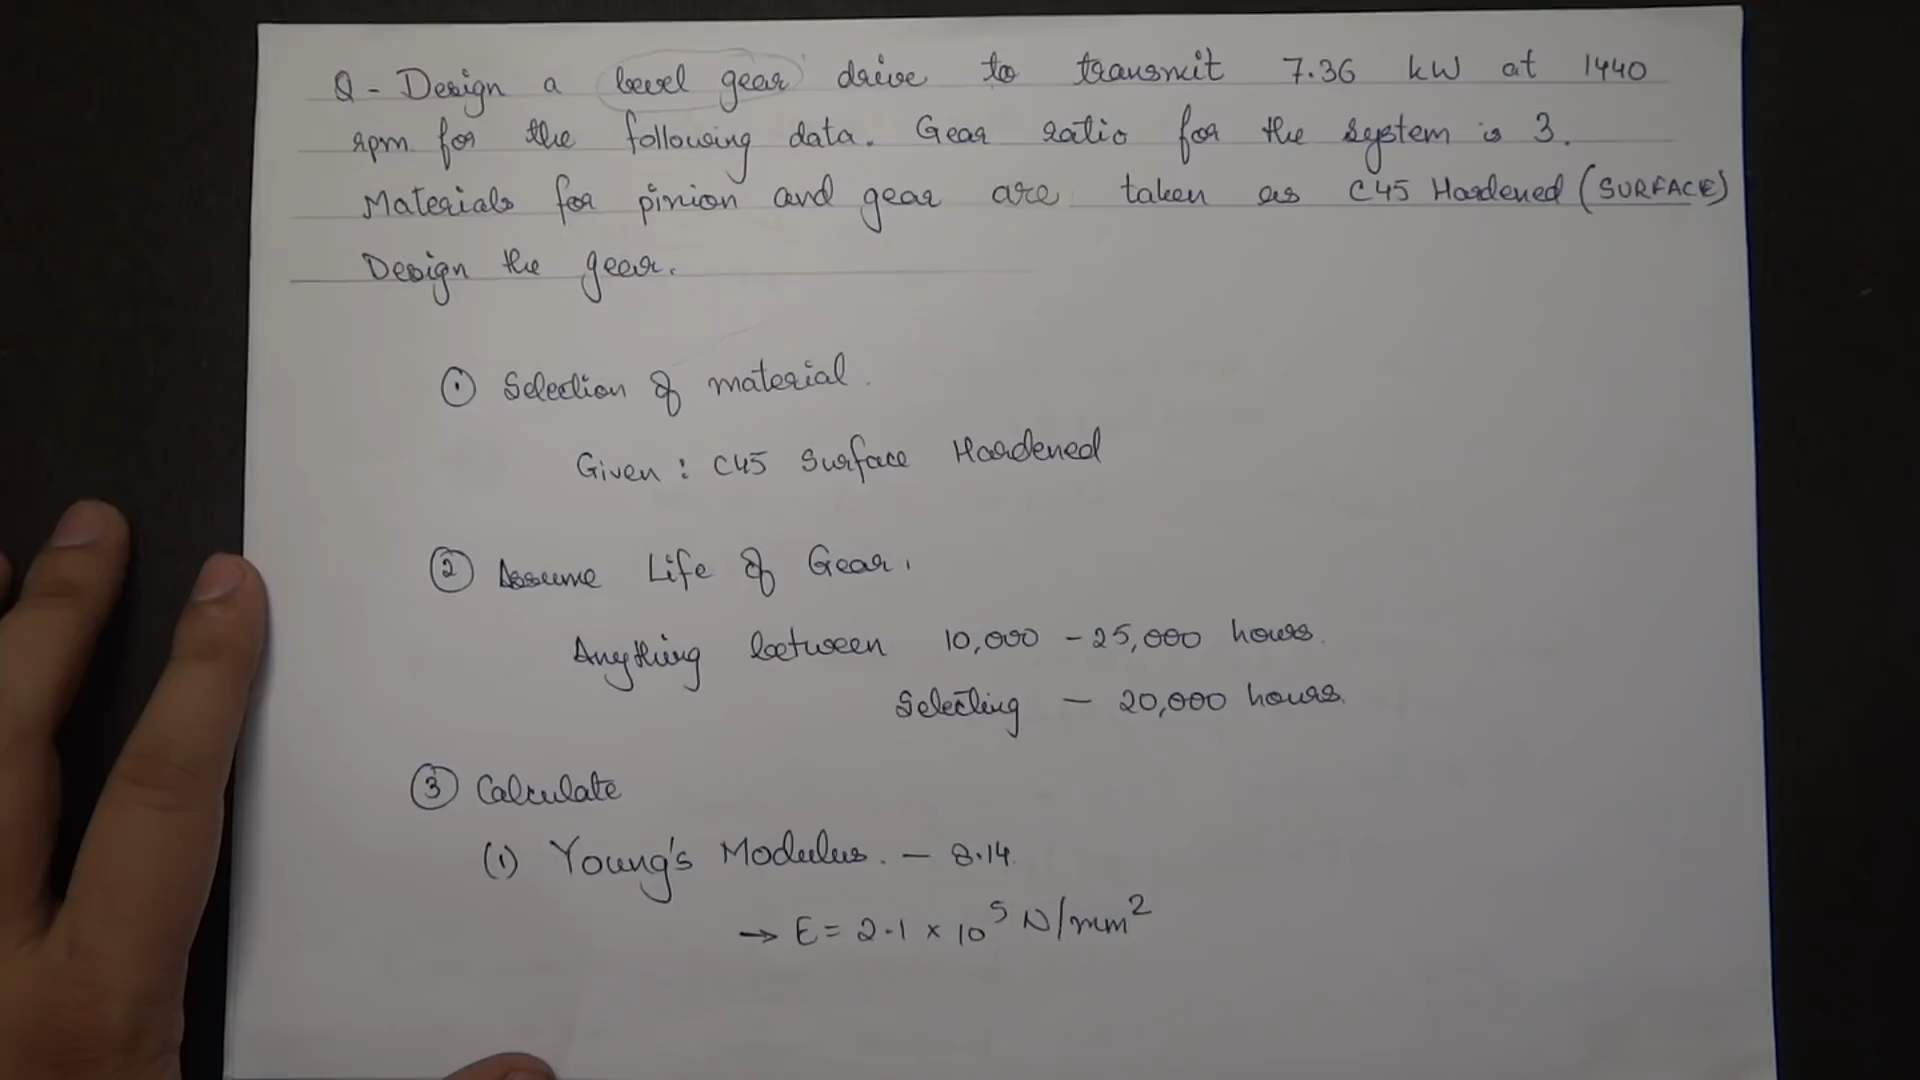 Q - Design a bevel gear drive to transmit 7.36 kW at 1440
rpm for the following data. Gear ratio for the system is 3.
Materials for pinion and gear are taken as C45 Hardened (SURFACE)
Design the gear.
① Selection of material.
Given : C45 Surface Hardened
② Assume Life of Gear.
Anything between 10,000 - 25,000 hours.
Selecting - 20,000 hours.
③ Calculate
(1) Young's Modulus. - 8.14.
→ E = 2.1 × 10⁵ N/mm²